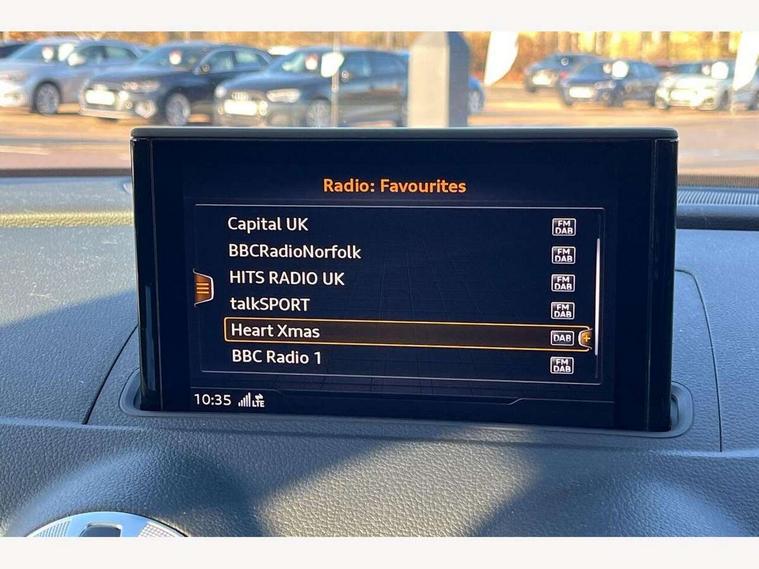 Radio: Favourites
Capital UK FM DAB
BBCRadioNorfolk FM DAB
HITS RADIO UK FM DAB
talkSPORT FM DAB
Heart Xmas DAB +
BBC Radio 1 FM DAB
10:35 LTE